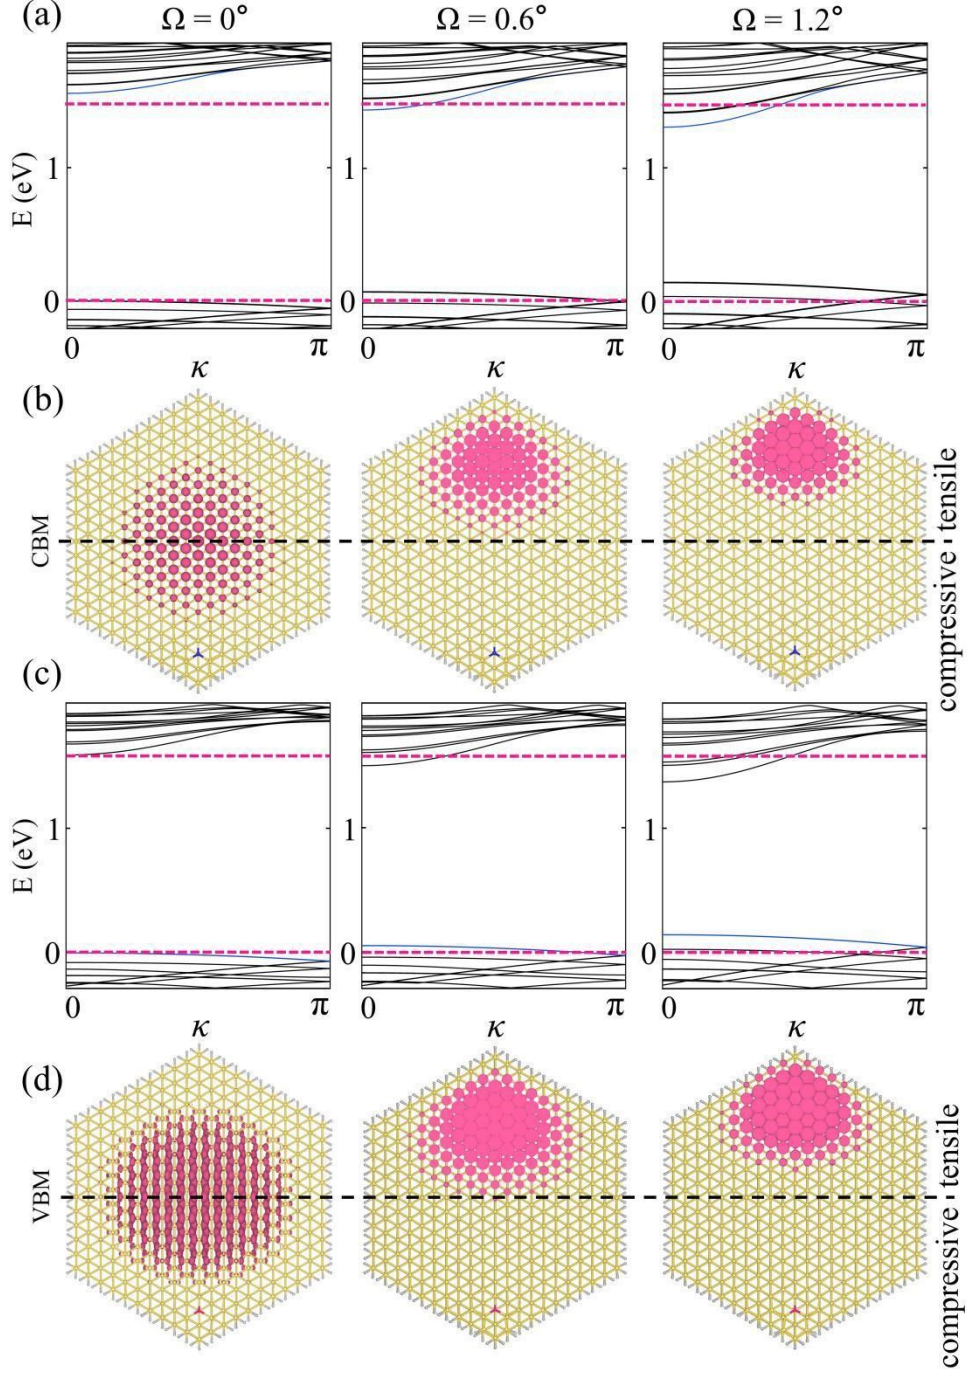 (a)
Ω = 0° Ω = 0.6° Ω = 1.2°
E (eV)
1 1 1
0 0 0
0 π 0 π 0 π
κ κ κ
(b)
CBM
compressive · tensile
(c)
E (eV)
1 1 1
0 0 0
0 π 0 π 0 π
κ κ κ
(d)
VBM
compressive · tensile